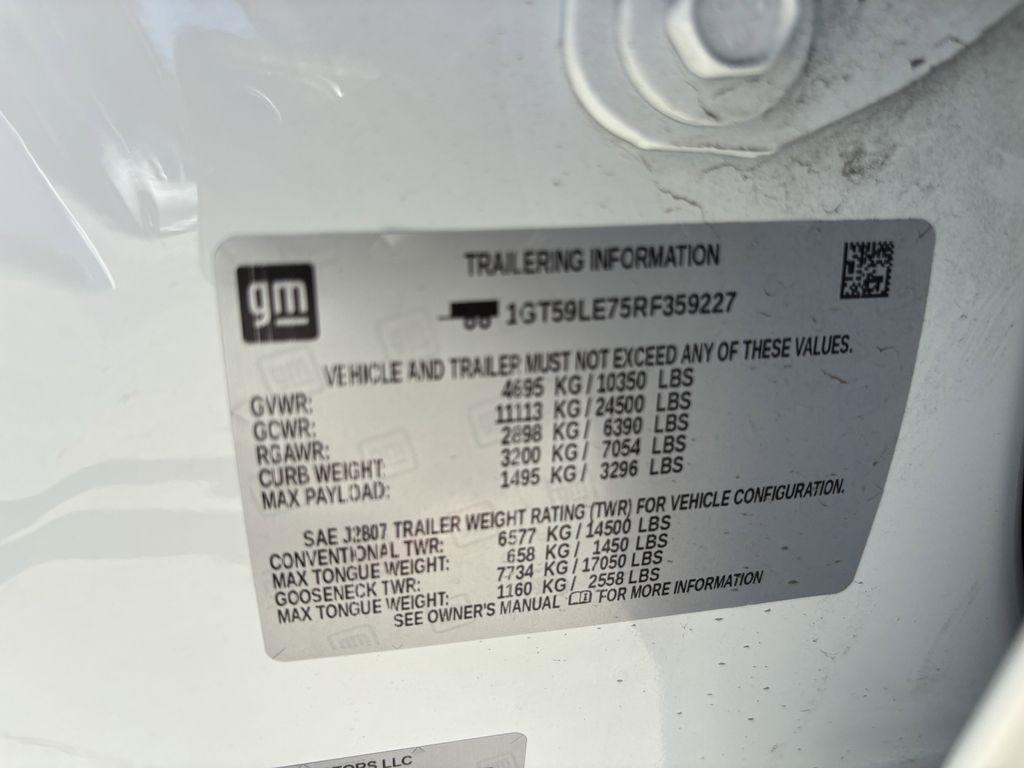 gm
TRAILERING INFORMATION
1GT59LE75RF359227
VEHICLE AND TRAILER MUST NOT EXCEED ANY OF THESE VALUES.
GVWR: 4695 KG / 10350 LBS
GCWR: 11113 KG / 24500 LBS
RGAWR: 2898 KG / 6390 LBS
CURB WEIGHT: 3200 KG / 7054 LBS
MAX PAYLOAD: 1495 KG / 3296 LBS
SAE J2807 TRAILER WEIGHT RATING (TWR) FOR VEHICLE CONFIGURATION.
CONVENTIONAL TWR: 6577 KG / 14500 LBS
MAX TONGUE WEIGHT: 658 KG / 1450 LBS
GOOSENECK TWR: 7734 KG / 17050 LBS
MAX TONGUE WEIGHT: 1160 KG / 2558 LBS
SEE OWNER'S MANUAL FOR MORE INFORMATION
LLC